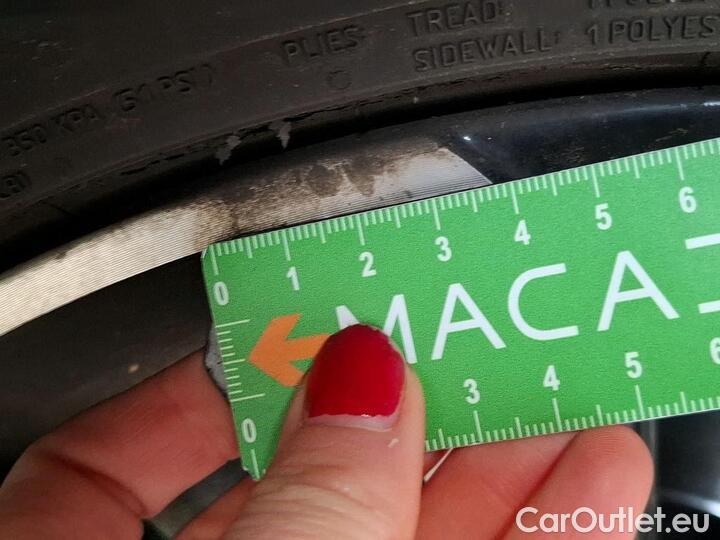 PLIES
TREAD:
SIDEWALL: 1 POLYES
350 KPA (51 PSI)
0 1 2 3 4 5 6
MACA
0 3 4 5 6
CarOutlet.eu